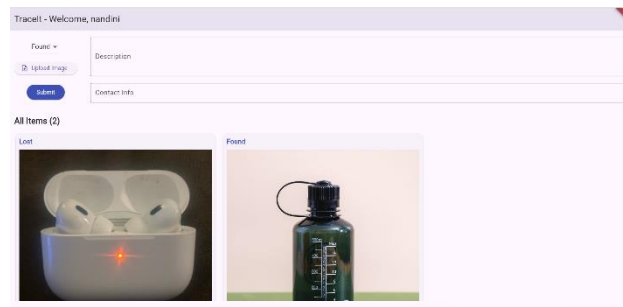 TraceIt - Welcome, nandini
Found
Description
Upload Image
Submit
Contact Info
All Items (2)
Lost
Found